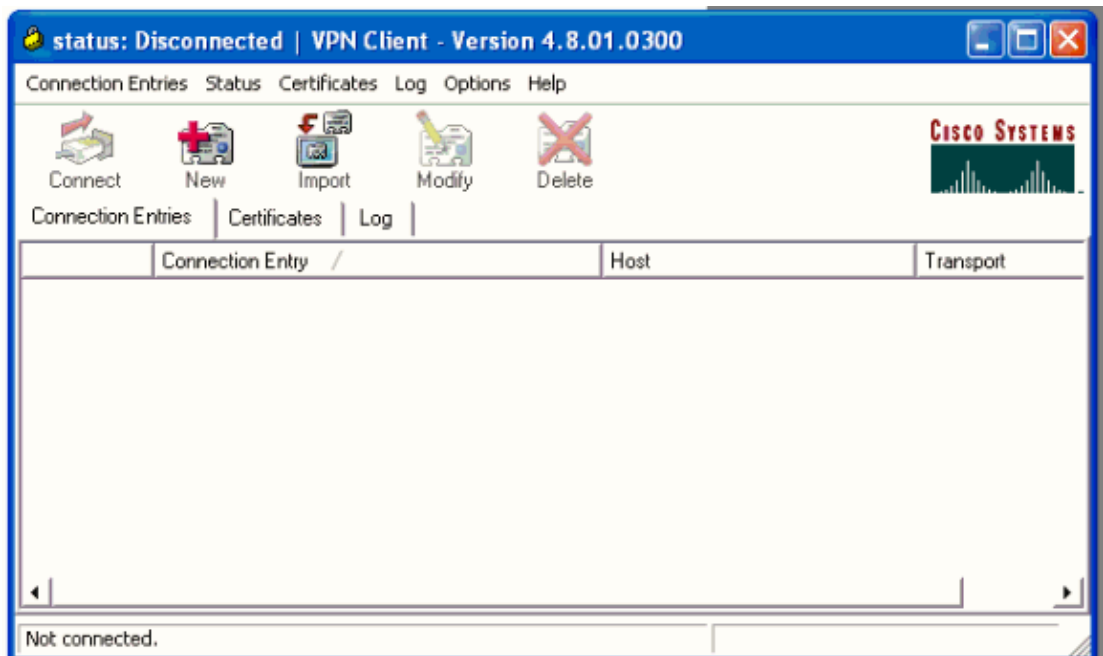 status: Disconnected | VPN Client - Version 4.8.01.0300
Connection Entries Status Certificates Log Options Help
Connect New Import Modify Delete
CISCO SYSTEMS
Connection Entries Certificates Log
Connection Entry Host Transport
Not connected.